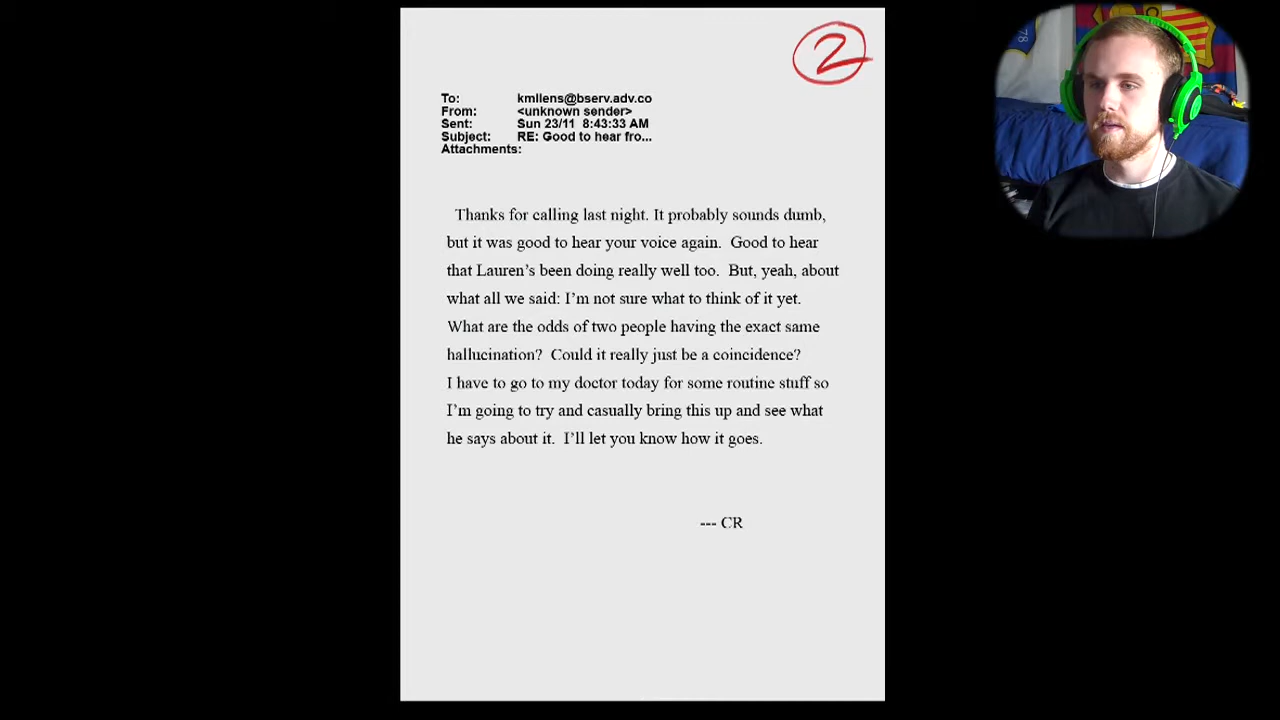 2
To: kmllens@bserv.adv.co
From: <unknown sender>
Sent: Sun 23/11 8:43:33 AM
Subject: RE: Good to hear fro...
Attachments:
Thanks for calling last night. It probably sounds dumb,
but it was good to hear your voice again. Good to hear
that Lauren's been doing really well too. But, yeah, about
what all we said: I'm not sure what to think of it yet.
What are the odds of two people having the exact same
hallucination? Could it really just be a coincidence?
I have to go to my doctor today for some routine stuff so
I'm going to try and casually bring this up and see what
he says about it. I'll let you know how it goes.
--- CR
78